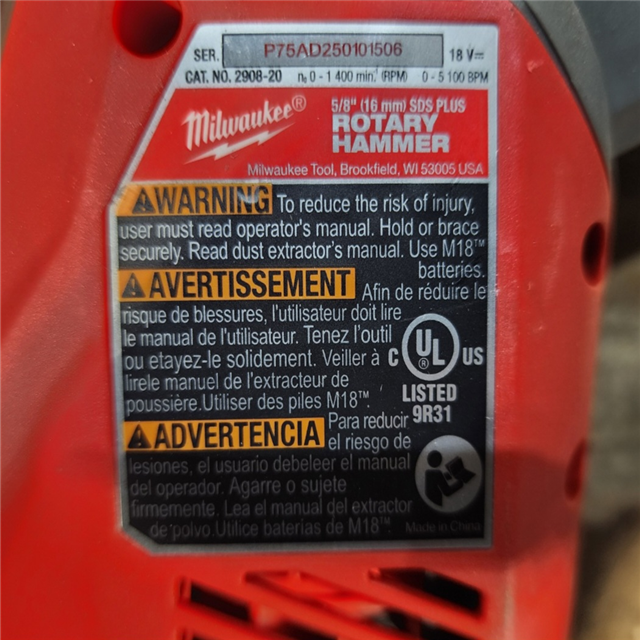 SER. P75AD250101506 18 V⎓
CAT. NO. 2908-20 n₀ 0 - 1 400 min. (RPM) 0 - 5 100 BPM
Milwaukee®
5/8" (16 mm) SDS PLUS
ROTARY
HAMMER
Milwaukee Tool, Brookfield, WI 53005 USA
WARNING To reduce the risk of injury,
user must read operator's manual. Hold or brace
securely. Read dust extractor's manual. Use M18™
batteries.
AVERTISSEMENT Afin de réduire le
risque de blessures, l'utilisateur doit lire
le manual de l'utilisateur. Tenez l'outil
ou etayez-le solidement. Veiller à
lirele manuel de l'extracteur de
poussière.Utiliser des piles M18™.
C UL® US
LISTED
9R31
ADVERTENCIA Para reducir
el riesgo de
lesiones, el usuario debeleer el manual
del operador. Agarre o sujete
firmemente. Lea el manual del extractor
de polvo.Utilice baterías de M18™.
Made in China